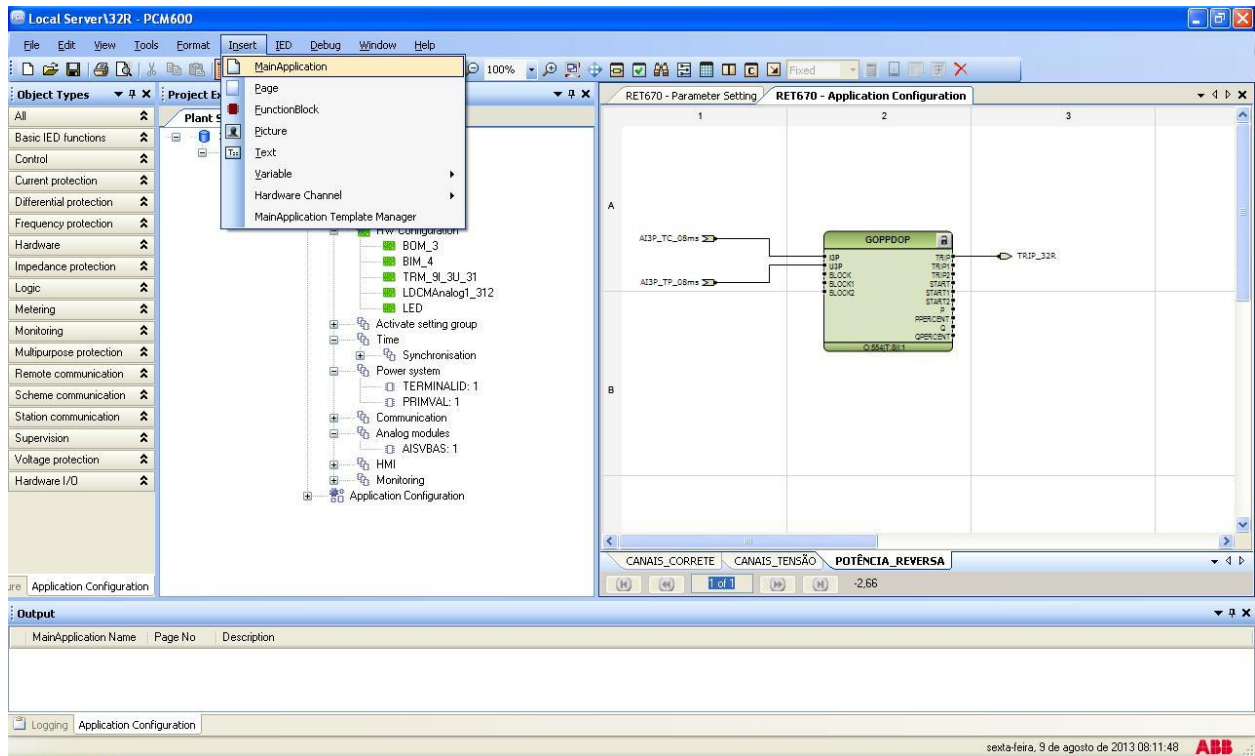 Local Server\32R - PCM600
File Edit View Tools Format Insert IED Debug Window Help
100% Fixed
MainApplication
Page
FunctionBlock
Picture
Text
Variable
Hardware Channel
MainApplication Template Manager
Object Types
All
Basic IED functions
Control
Current protection
Differential protection
Frequency protection
Hardware
Impedance protection
Logic
Metering
Monitoring
Multipurpose protection
Remote communication
Scheme communication
Station communication
Supervision
Voltage protection
Hardware I/O
Application Configuration
Project Ex
Plant S
HW Configuration
BOM_3
BIM_4
TRM_9I_3U_31
LDCMAnalog1_312
LED
Activate setting group
Time
Synchronisation
Power system
TERMINALID: 1
PRIMVAL: 1
Communication
Analog modules
AISVBAS: 1
HMI
Monitoring
Application Configuration
RET670 - Parameter Setting RET670 - Application Configuration
1 2 3
A
B
AI3P_TC_08ms
AI3P_TP_08ms
GOPPDOP
I3P
U3P
BLOCK
BLOCK1
BLOCK2
TRIP
TRIP1
TRIP2
START
START1
START2
P
PPERCENT
Q
QPERCENT
TRIP_32R
CANAIS_CORRETE CANAIS_TENSÃO POTÊNCIA_REVERSA
1 of 1 -2,66
Output
MainApplication Name Page No Description
Logging Application Configuration
sexta-feira, 9 de agosto de 2013 08:11:48 ABB